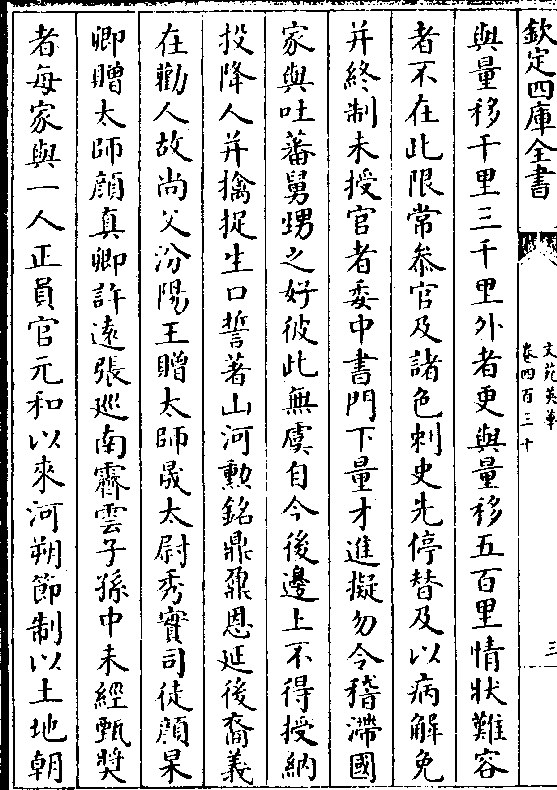 欽定四庫全書
文苑英華
卷四百三十
三
與量移千里三千里外者更與量移五百里情狀難容
者不在此限常叅官及諸色刺史先停替及以病解免
并終制未授官者委中書門下量才進擬勿令稽滯國
家與吐蕃舅甥之好彼此無虞自今後邊上不得授納
投降人并擒捉生口誓著山河勲銘鼎鼐恩延後裔義
在勸人故尚父汾陽王贈太師晟太尉秀實司徒顔杲
卿贈太師顔真卿許遠張巡南霽雲子孫中未經甄奬
者每家與一人正員官元和以來河朔節制以土地朝